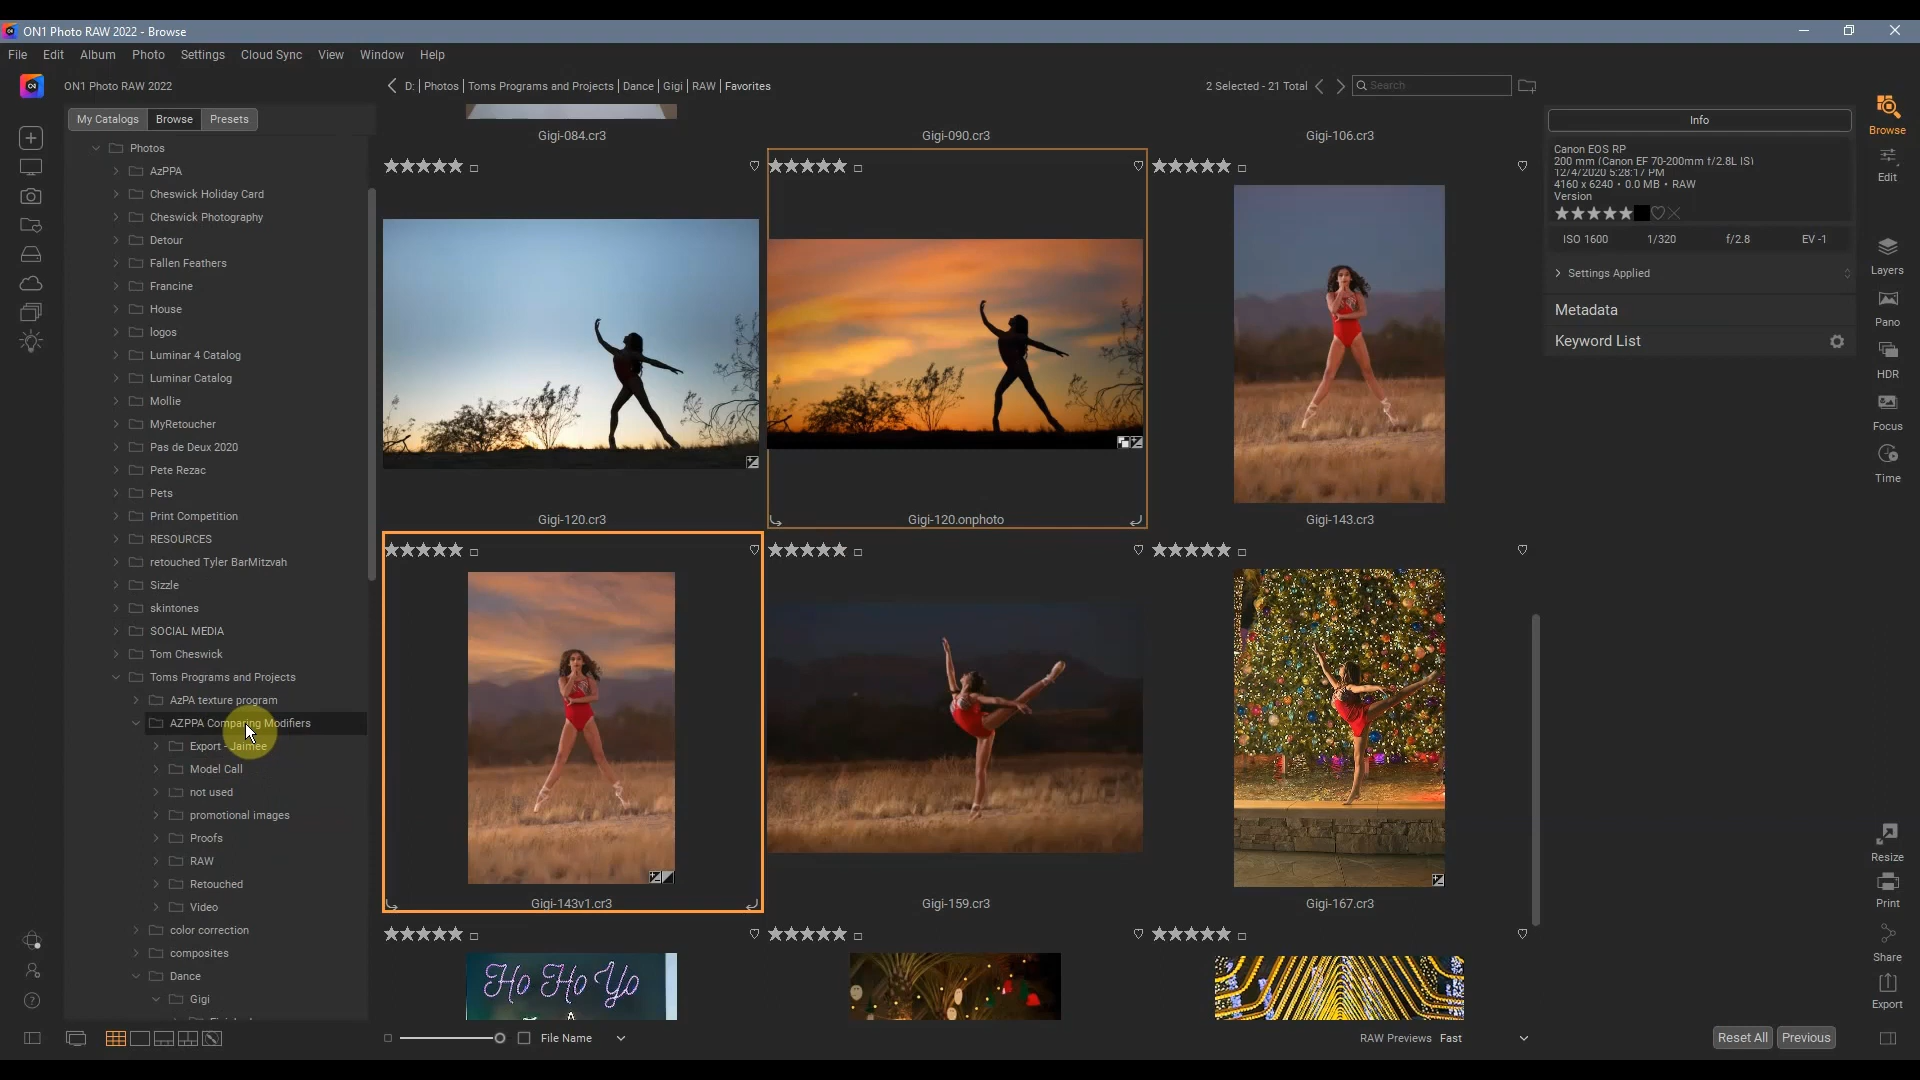 ON1 Photo RAW 2022 - Browse
File Edit Album Photo Settings Cloud Sync View Window Help
ON1 Photo RAW 2022
D: Photos Toms Programs and Projects Dance Gigi RAW Favorites
2 Selected - 21 Total
Search
My Catalogs Browse Presets
Photos
AzPPA
Cheswick Holiday Card
Cheswick Photography
Detour
Fallen Feathers
Francine
House
logos
Luminar 4 Catalog
Luminar Catalog
Mollie
MyRetoucher
Pas de Deux 2020
Pete Rezac
Pets
Print Competition
RESOURCES
retouched Tyler BarMitzvah
Sizzle
skintones
SOCIAL MEDIA
Tom Cheswick
Toms Programs and Projects
AzPA texture program
AZPPA Comparing Modifiers
Export - Jaimee
Model Call
not used
promotional images
Proofs
RAW
Retouched
Video
color correction
composites
Dance
Gigi
Gigi-084.cr3
Gigi-090.cr3
Gigi-106.cr3
Gigi-120.cr3
Gigi-120.onphoto
Gigi-143.cr3
Gigi-143v1.cr3
Gigi-159.cr3
Gigi-167.cr3
Ho Ho Yo
File Name
RAW Previews Fast
Info
Canon EOS RP
200 mm (Canon EF 70-200mm f/2.8L IS)
12/4/2020 5:28:17 PM
4160 x 6240 • 0.0 MB • RAW
Version
ISO 1600 1/320 f/2.8 EV -1
Settings Applied
Metadata
Keyword List
Reset All Previous
Browse
Edit
Layers
Pano
HDR
Focus
Time
Resize
Print
Share
Export